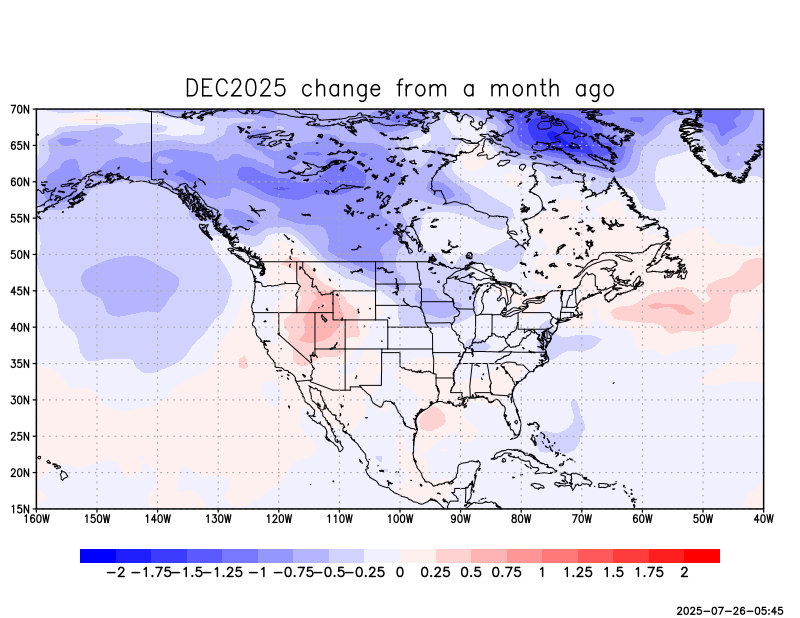 DEC2025 change from a month ago
70N
65N
60N
55N
50N
45N
40N
35N
30N
25N
20N
15N
160W 150W 140W 130W 120W 110W 100W 90W 80W 70W 60W 50W 40W
−2 −1.75 −1.5 −1.25 −1 −0.75 −0.5 −0.25 0 0.25 0.5 0.75 1 1.25 1.5 1.75 2
2025-07-26-05:45